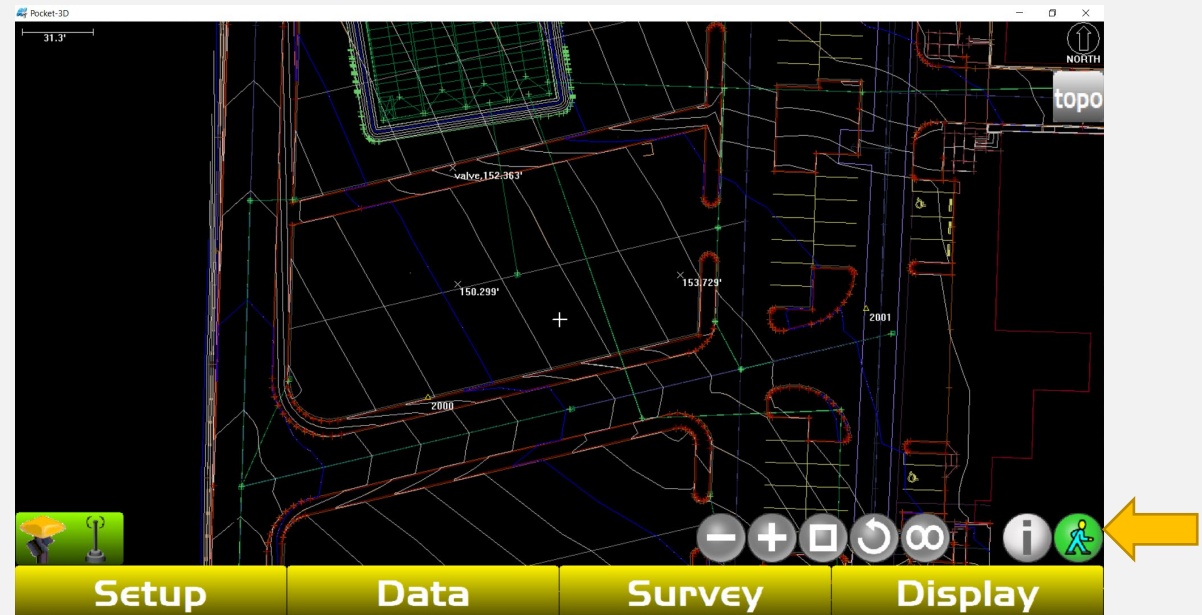 Pocket-3D
31.3'
NORTH
topo
valve,152.363'
153.729'
150.299'
2001
2000
i
Setup
Data
Survey
Display